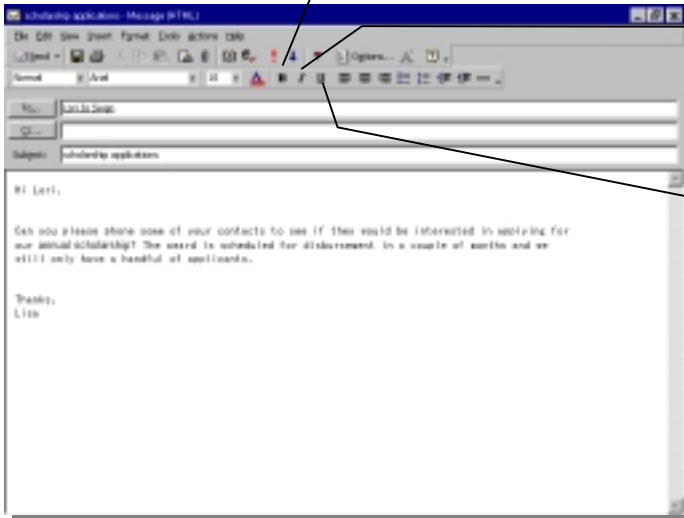 scholarship applications - Message (HTML)
File Edit View Insert Format Tools Actions Help
Send Options...
Normal Arial 10 A B I U
To... Lori Jo Swan
Cc...
Subject: scholarship applications
Hi Lori,
Can you please phone some of your contacts to see if they would be interested in applying for
our annual scholarship? The award is scheduled for disbursement in a couple of months and we
still only have a handful of applicants.
Thanks,
Lisa